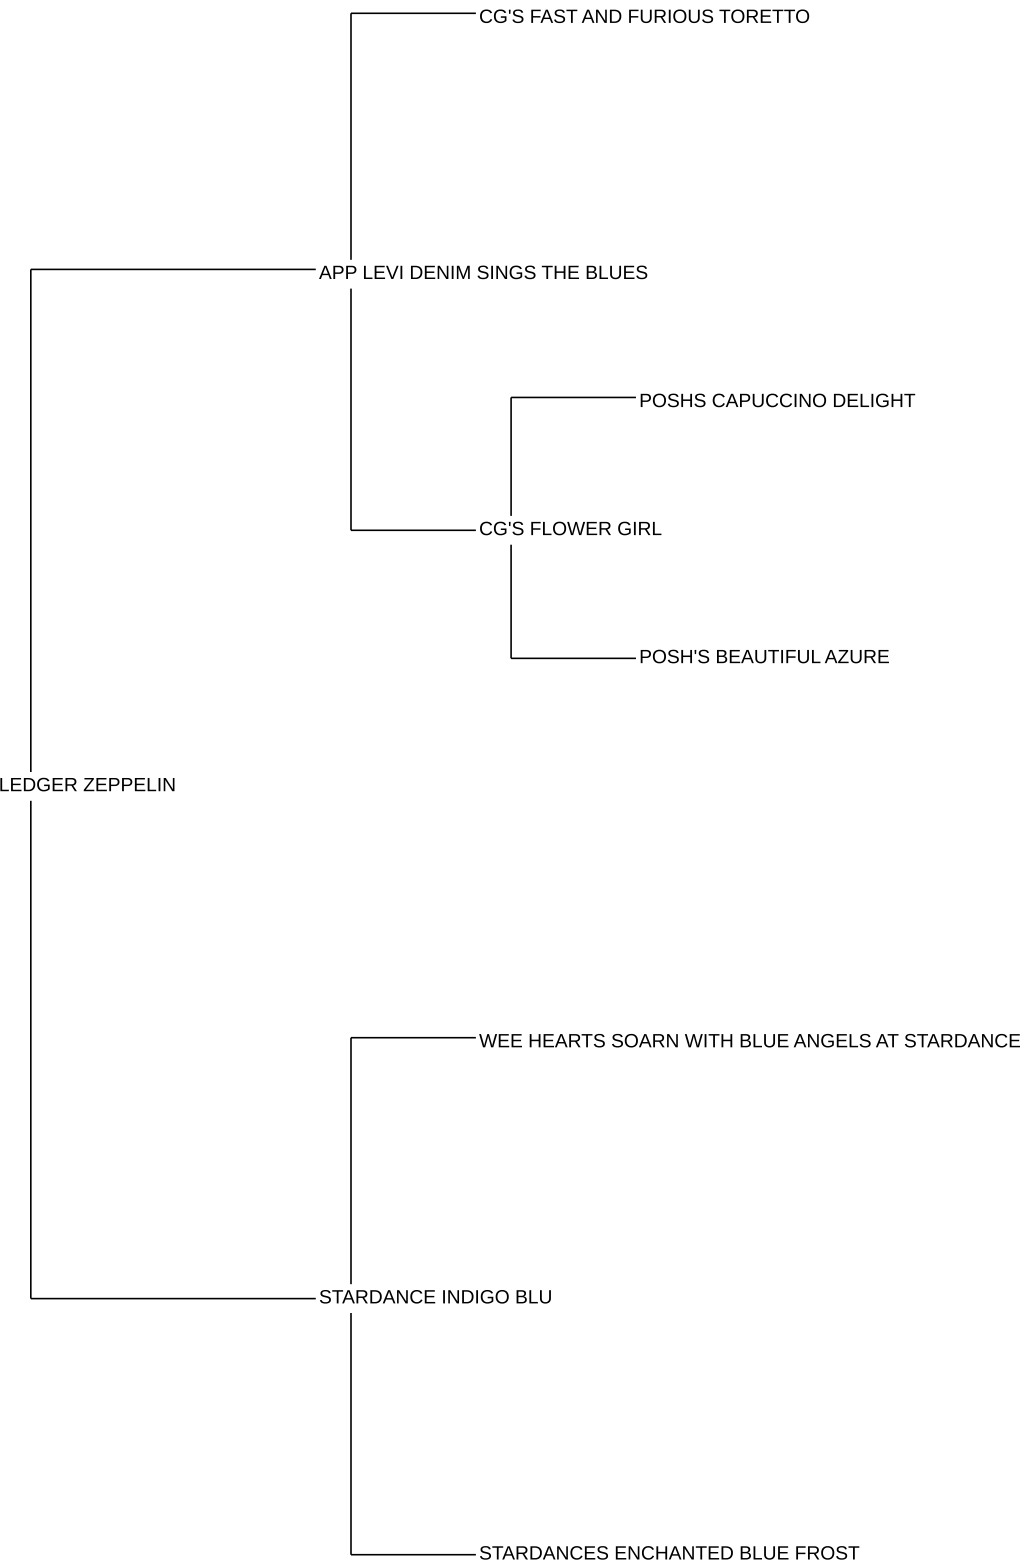 CG'S FAST AND FURIOUS TORETTO
APP LEVI DENIM SINGS THE BLUES
POSHS CAPUCCINO DELIGHT
CG'S FLOWER GIRL
POSH'S BEAUTIFUL AZURE
LEDGER ZEPPELIN
WEE HEARTS SOARN WITH BLUE ANGELS AT STARDANCE
STARDANCE INDIGO BLU
STARDANCES ENCHANTED BLUE FROST